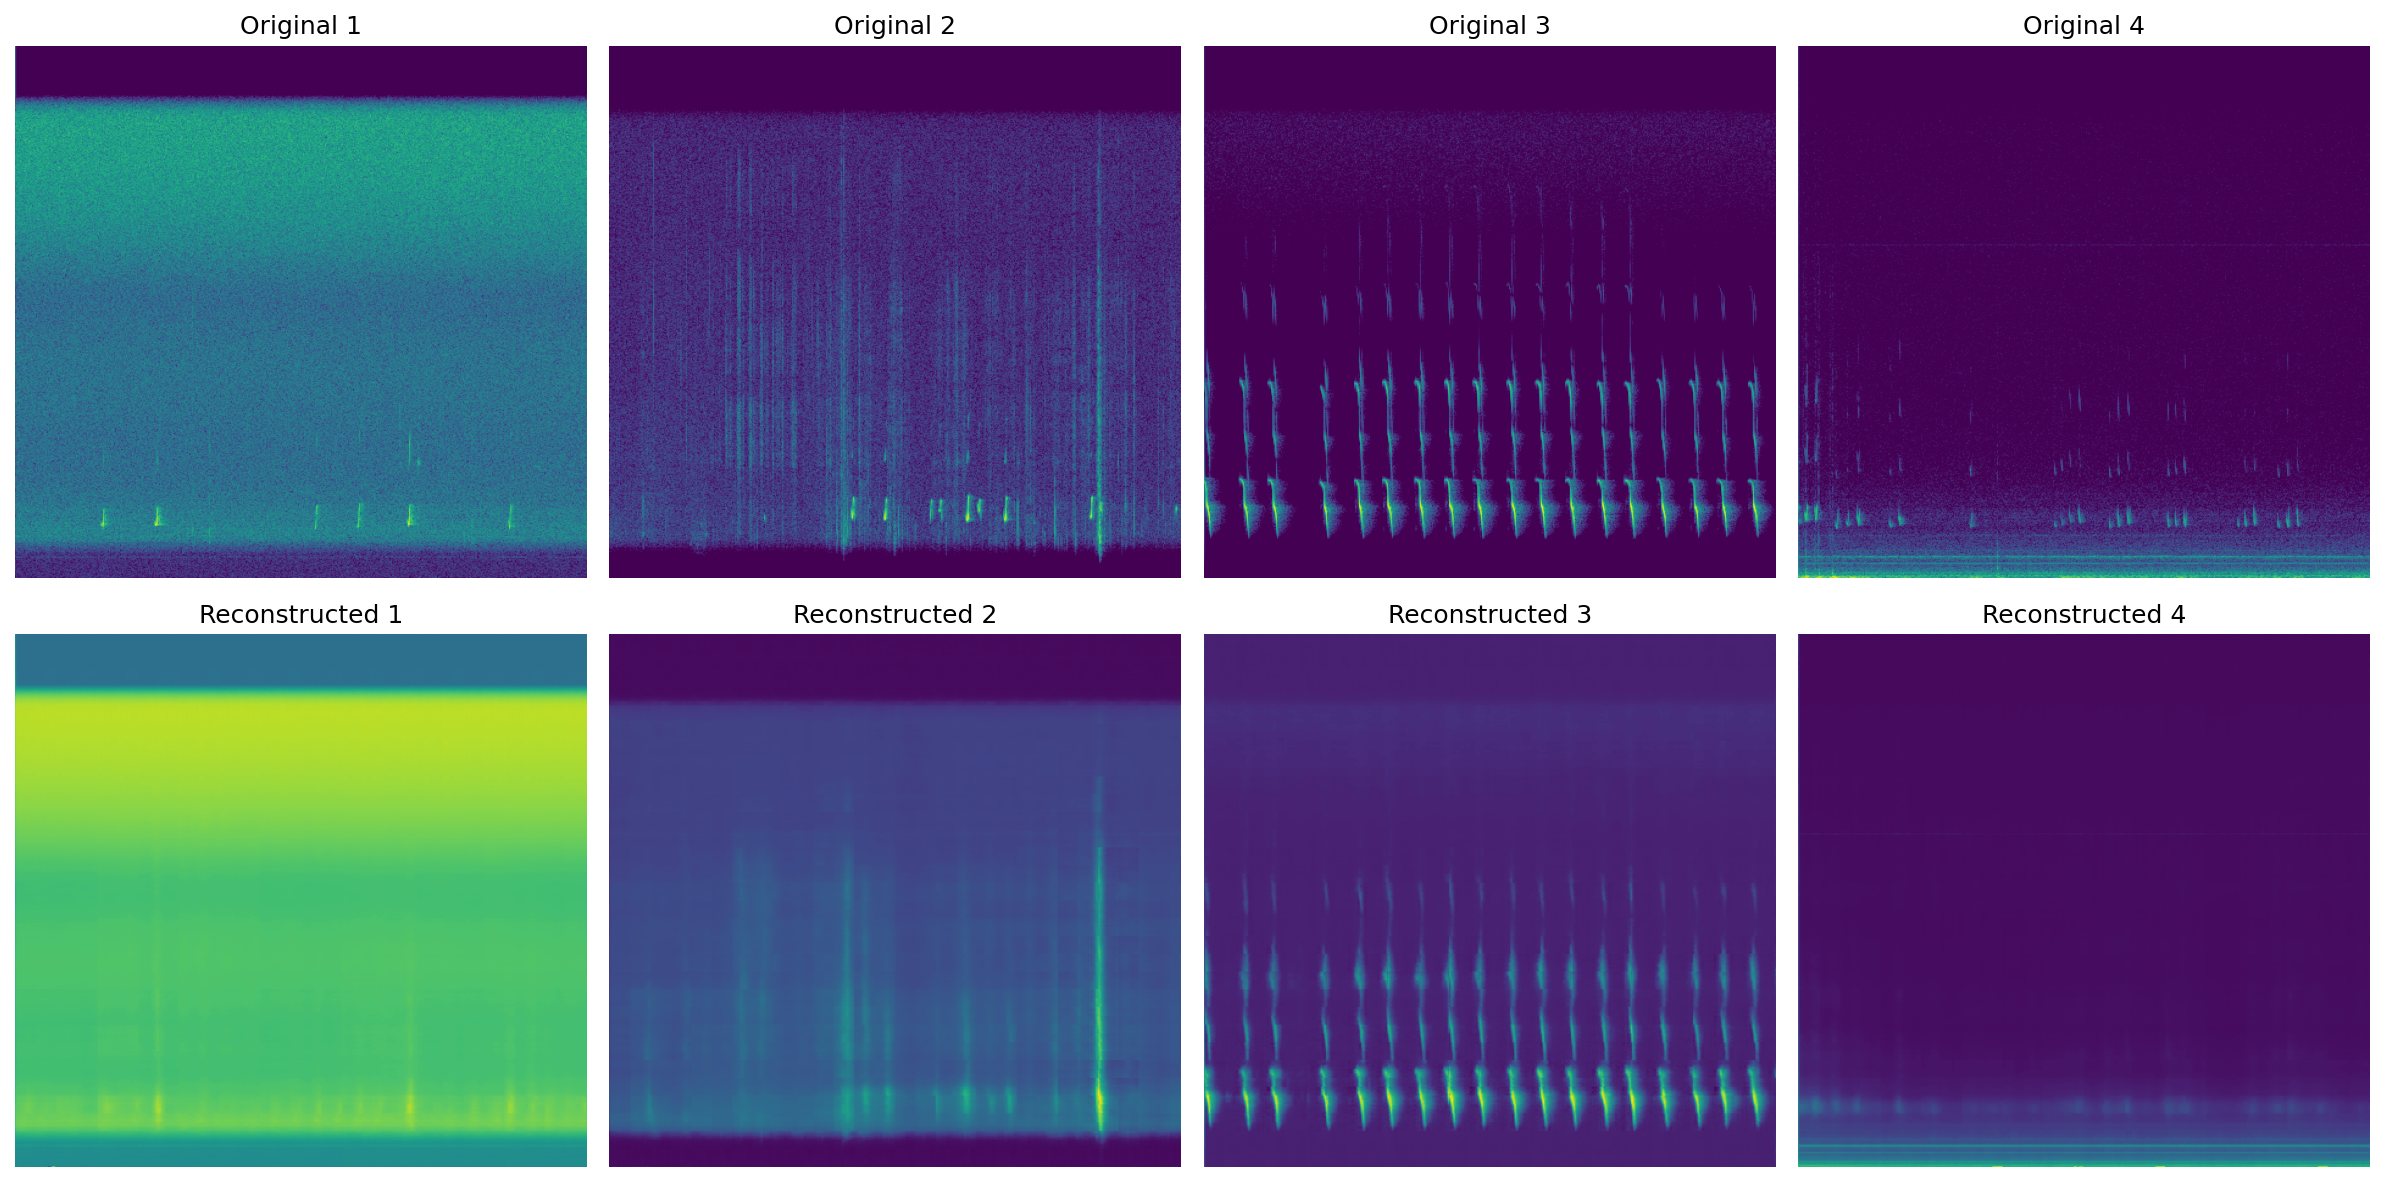 Original 1
Original 2
Original 3
Original 4
Reconstructed 1
Reconstructed 2
Reconstructed 3
Reconstructed 4